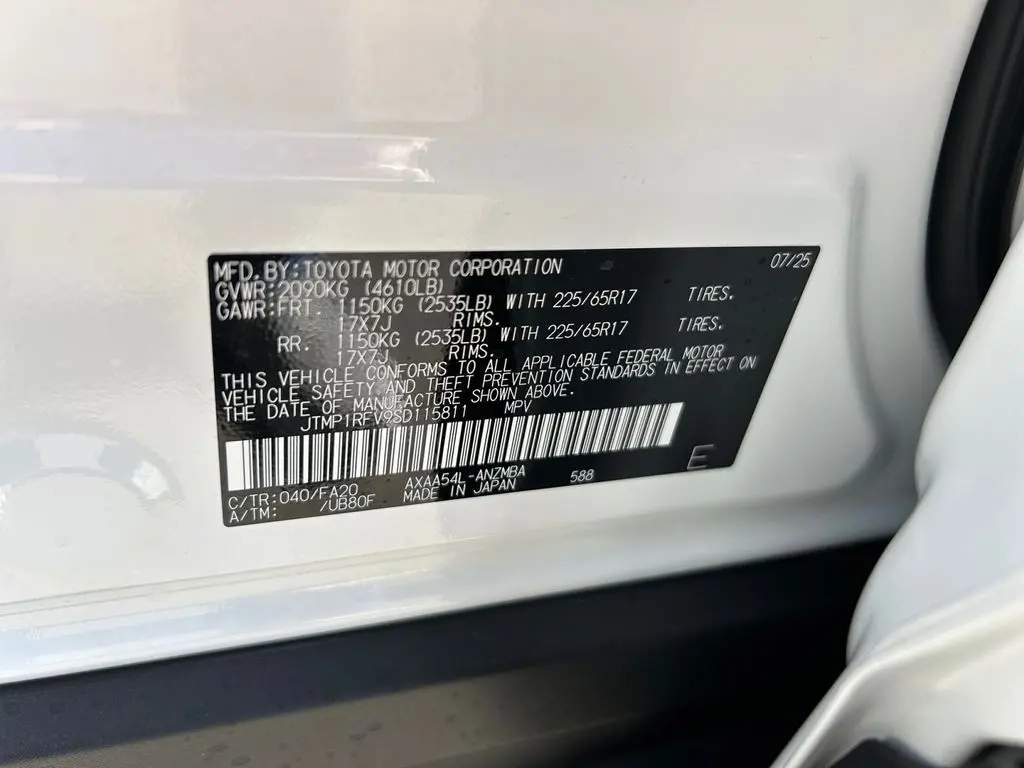 MFD.BY:TOYOTA MOTOR CORPORATION 07/25
GVWR:2090KG (4610LB)
GAWR:FRT. 1150KG (2535LB) WITH 225/65R17 TIRES.
17X7J RIMS.
RR. 1150KG (2535LB) WITH 225/65R17 TIRES.
17X7J RIMS.
THIS VEHICLE CONFORMS TO ALL APPLICABLE FEDERAL MOTOR
VEHICLE SAFETY AND THEFT PREVENTION STANDARDS IN EFFECT ON
THE DATE OF MANUFACTURE SHOWN ABOVE.
JTMP1RFV9SD115811 MPV
E
C/TR:040/FA20 AXAA54L-ANZMBA 588
A/TM: /UB80F MADE IN JAPAN